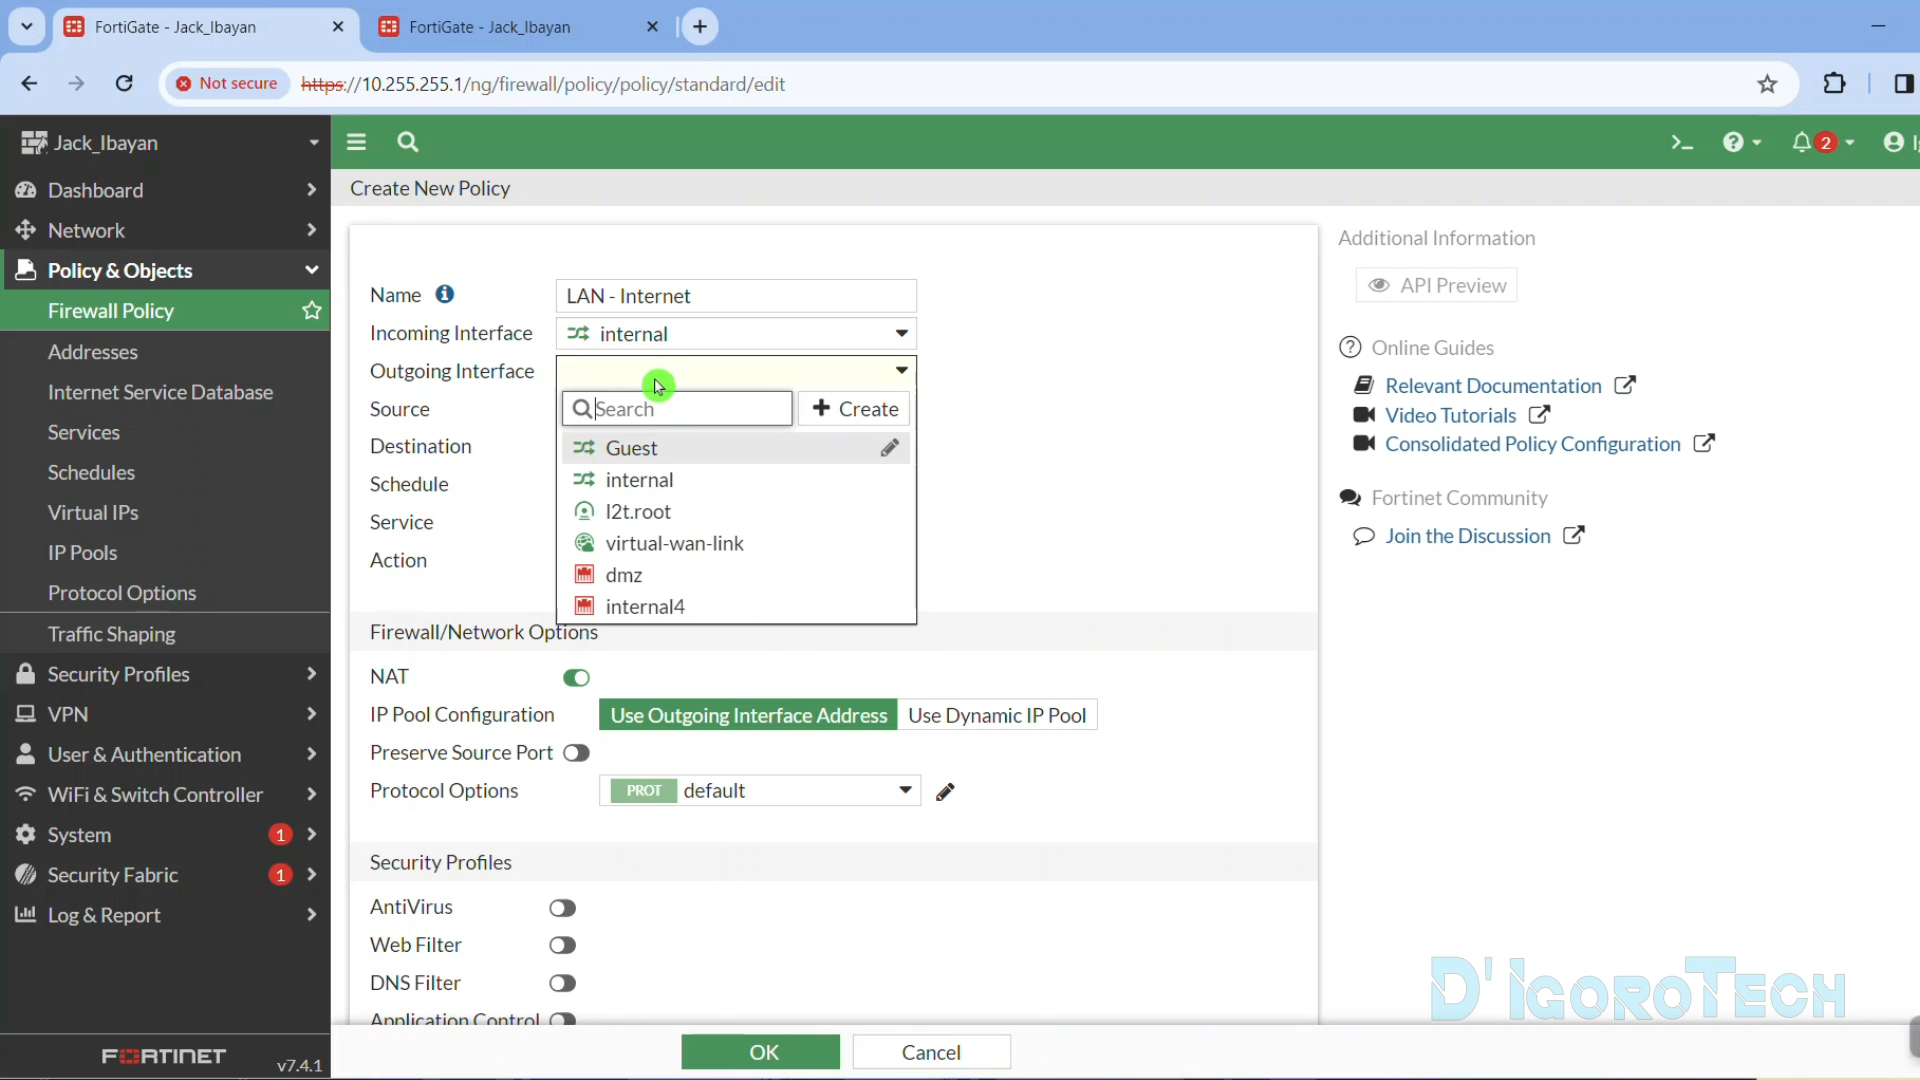 FortiGate - Jack_Ibayan
FortiGate - Jack_Ibayan
Not secure
https://10.255.255.1/ng/firewall/policy/policy/standard/edit
Jack_Ibayan
2
Dashboard
Network
Policy & Objects
Firewall Policy
Addresses
Internet Service Database
Services
Schedules
Virtual IPs
IP Pools
Protocol Options
Traffic Shaping
Security Profiles
VPN
User & Authentication
WiFi & Switch Controller
System 1
Security Fabric 1
Log & Report
FORTINET v7.4.1
Create New Policy
Name LAN - Internet
Incoming Interface internal
Outgoing Interface
Source
Destination
Schedule
Service
Action
Search + Create
Guest
internal
l2t.root
virtual-wan-link
dmz
internal4
Firewall/Network Options
NAT
IP Pool Configuration Use Outgoing Interface Address Use Dynamic IP Pool
Preserve Source Port
Protocol Options PROT default
Security Profiles
AntiVirus
Web Filter
DNS Filter
Application Control
OK Cancel
Additional Information
API Preview
Online Guides
Relevant Documentation
Video Tutorials
Consolidated Policy Configuration
Fortinet Community
Join the Discussion
D'IGOROTECH